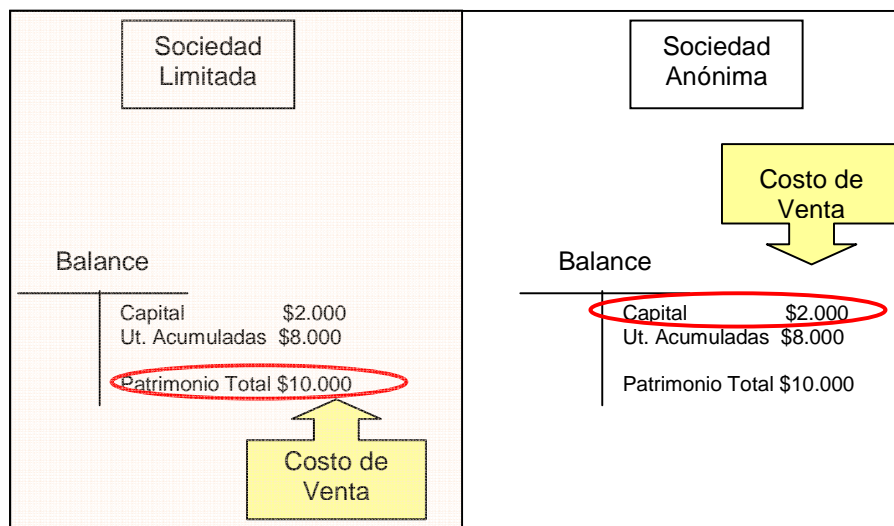 Sociedad
Limitada
Balance
Capital $2.000
Ut. Acumuladas $8.000
Patrimonio Total $10.000
Costo de
Venta
Sociedad
Anónima
Costo de
Venta
Balance
Capital $2.000
Ut. Acumuladas $8.000
Patrimonio Total $10.000